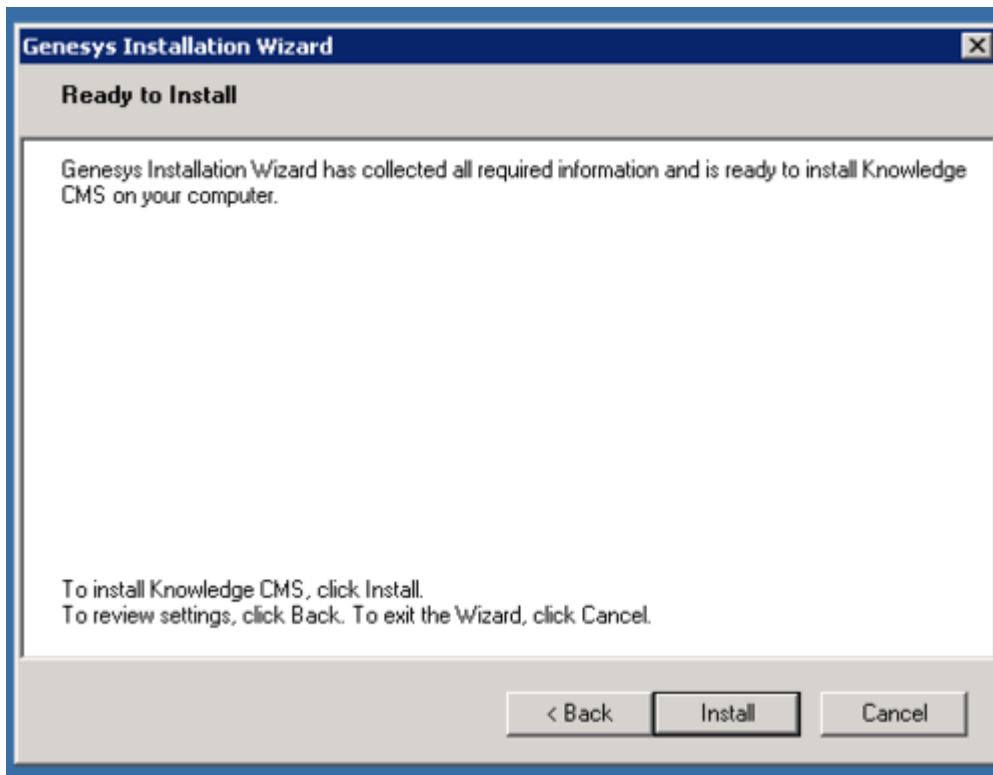 Genesys Installation Wizard
Ready to Install
Genesys Installation Wizard has collected all required information and is ready to install Knowledge
CMS on your computer.
To install Knowledge CMS, click Install.
To review settings, click Back. To exit the Wizard, click Cancel.
< Back Install Cancel